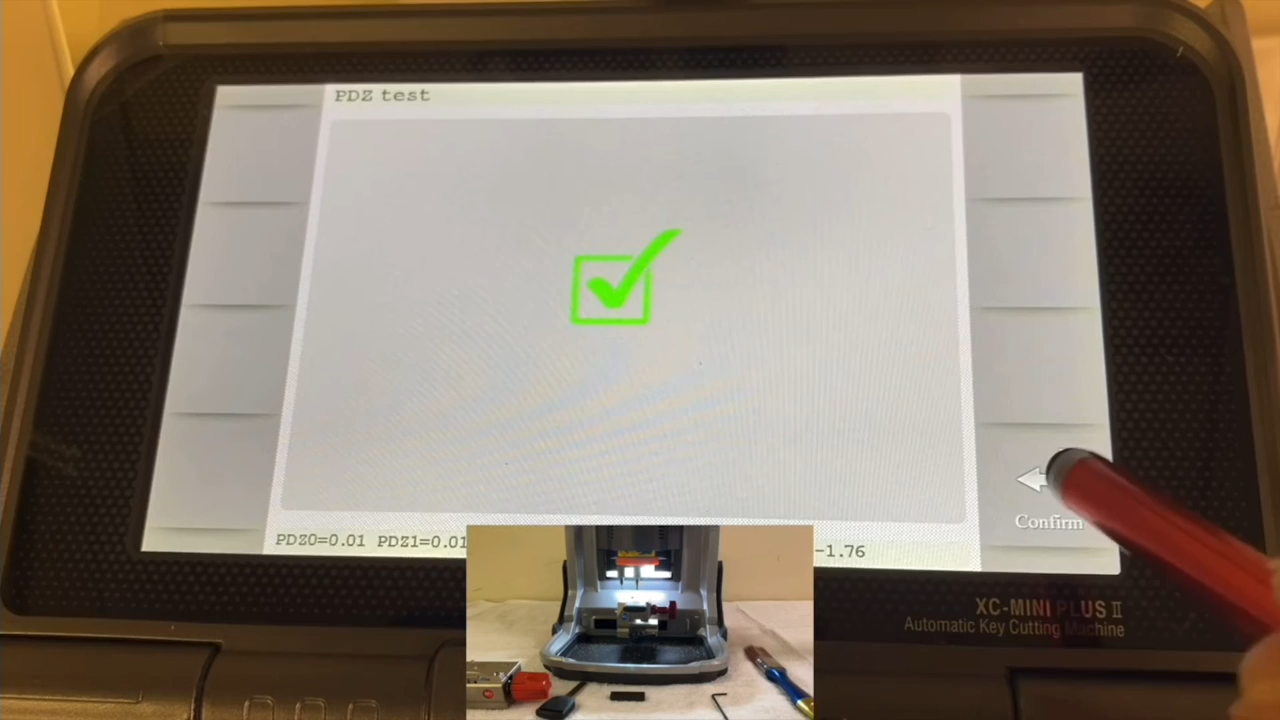 PDZ test
Confirm
PDZ0=0.01 PDZ1=0.01
-1.76
XC-MINI PLUS II
Automatic Key Cutting Machine